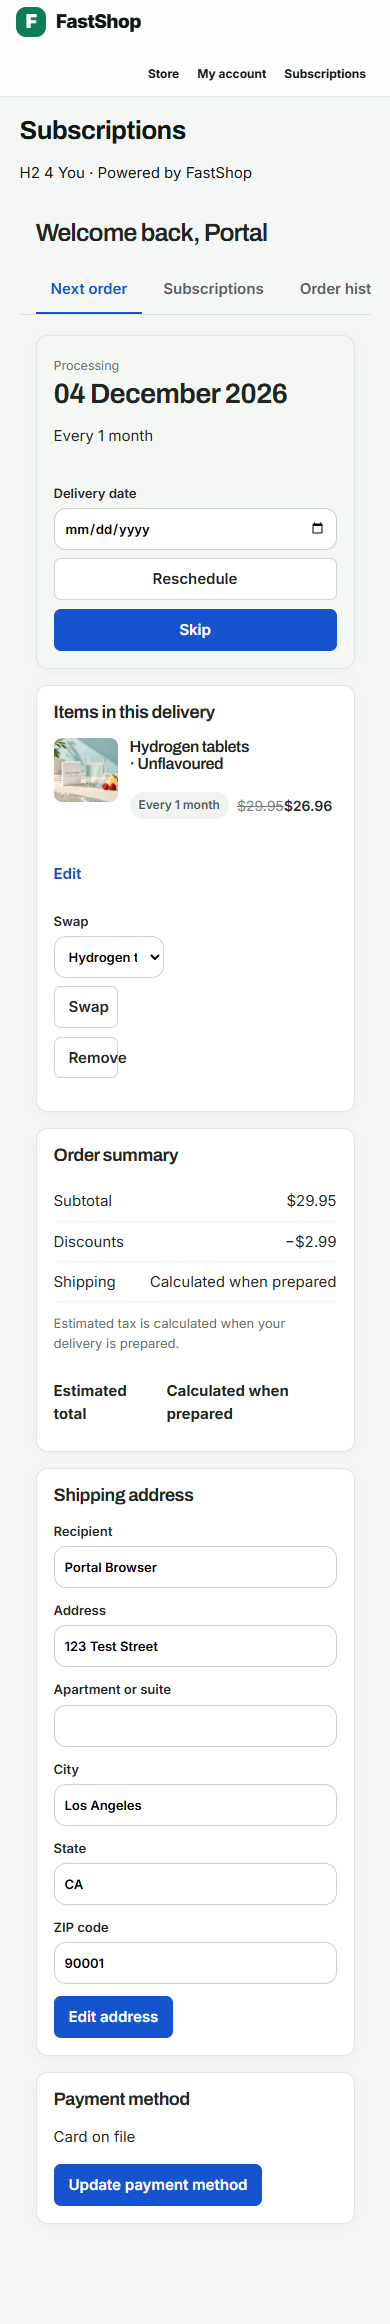 F FastShop
Store My account Subscriptions
Subscriptions
H2 4 You · Powered by FastShop
Welcome back, Portal
Next order Subscriptions Order hist
Processing
04 December 2026
Every 1 month
Delivery date
mm/dd/yyyy
Reschedule
Skip
Items in this delivery
Hydrogen tablets
· Unflavoured
Every 1 month $29.95$26.96
Edit
Swap
Hydrogen t
Swap
Remove
Order summary
Subtotal $29.95
Discounts −$2.99
Shipping Calculated when prepared
Estimated tax is calculated when your
delivery is prepared.
Estimated Calculated when
total prepared
Shipping address
Recipient
Portal Browser
Address
123 Test Street
Apartment or suite
City
Los Angeles
State
CA
ZIP code
90001
Edit address
Payment method
Card on file
Update payment method